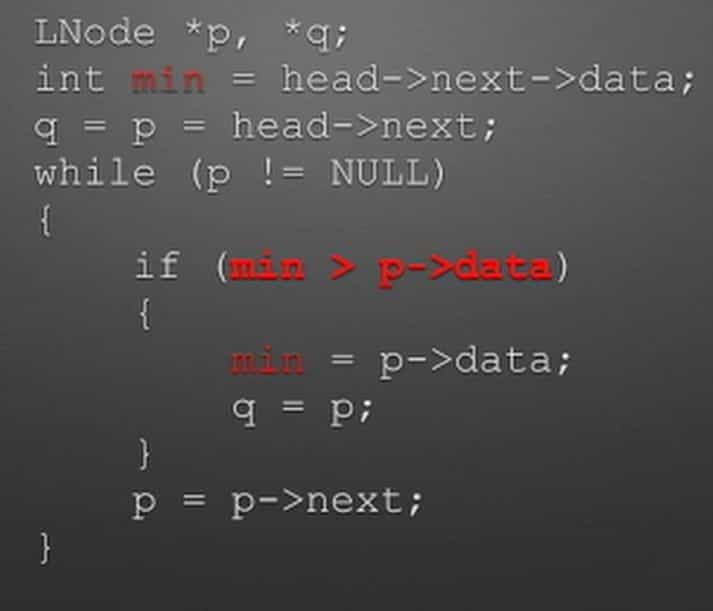 LNode *p, *q;
int min = head->next->data;
q = p = head->next;
while (p != NULL)
{
if (min > p->data)
{
min = p->data;
q = p;
}
p = p->next;
}